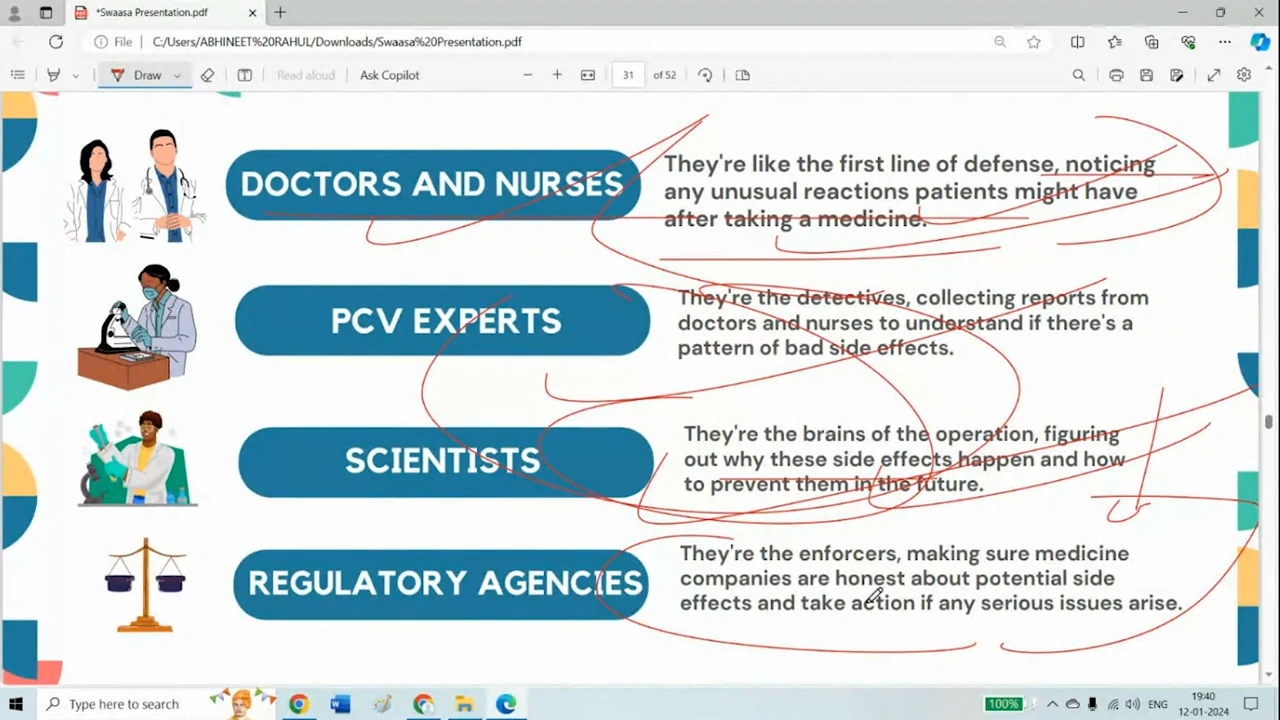 *Swaasa Presentation.pdf
File C:/Users/ABHINEET%20RAHUL/Downloads/Swaasa%20Presentation.pdf
Draw Read aloud Ask Copilot 31 of 52
DOCTORS AND NURSES
They're like the first line of defense, noticing
any unusual reactions patients might have
after taking a medicine.
PCV EXPERTS
They're the detectives, collecting reports from
doctors and nurses to understand if there's a
pattern of bad side effects.
SCIENTISTS
They're the brains of the operation, figuring
out why these side effects happen and how
to prevent them in the future.
REGULATORY AGENCIES
They're the enforcers, making sure medicine
companies are honest about potential side
effects and take action if any serious issues arise.
Type here to search
100%
ENG
19:40
12-01-2024